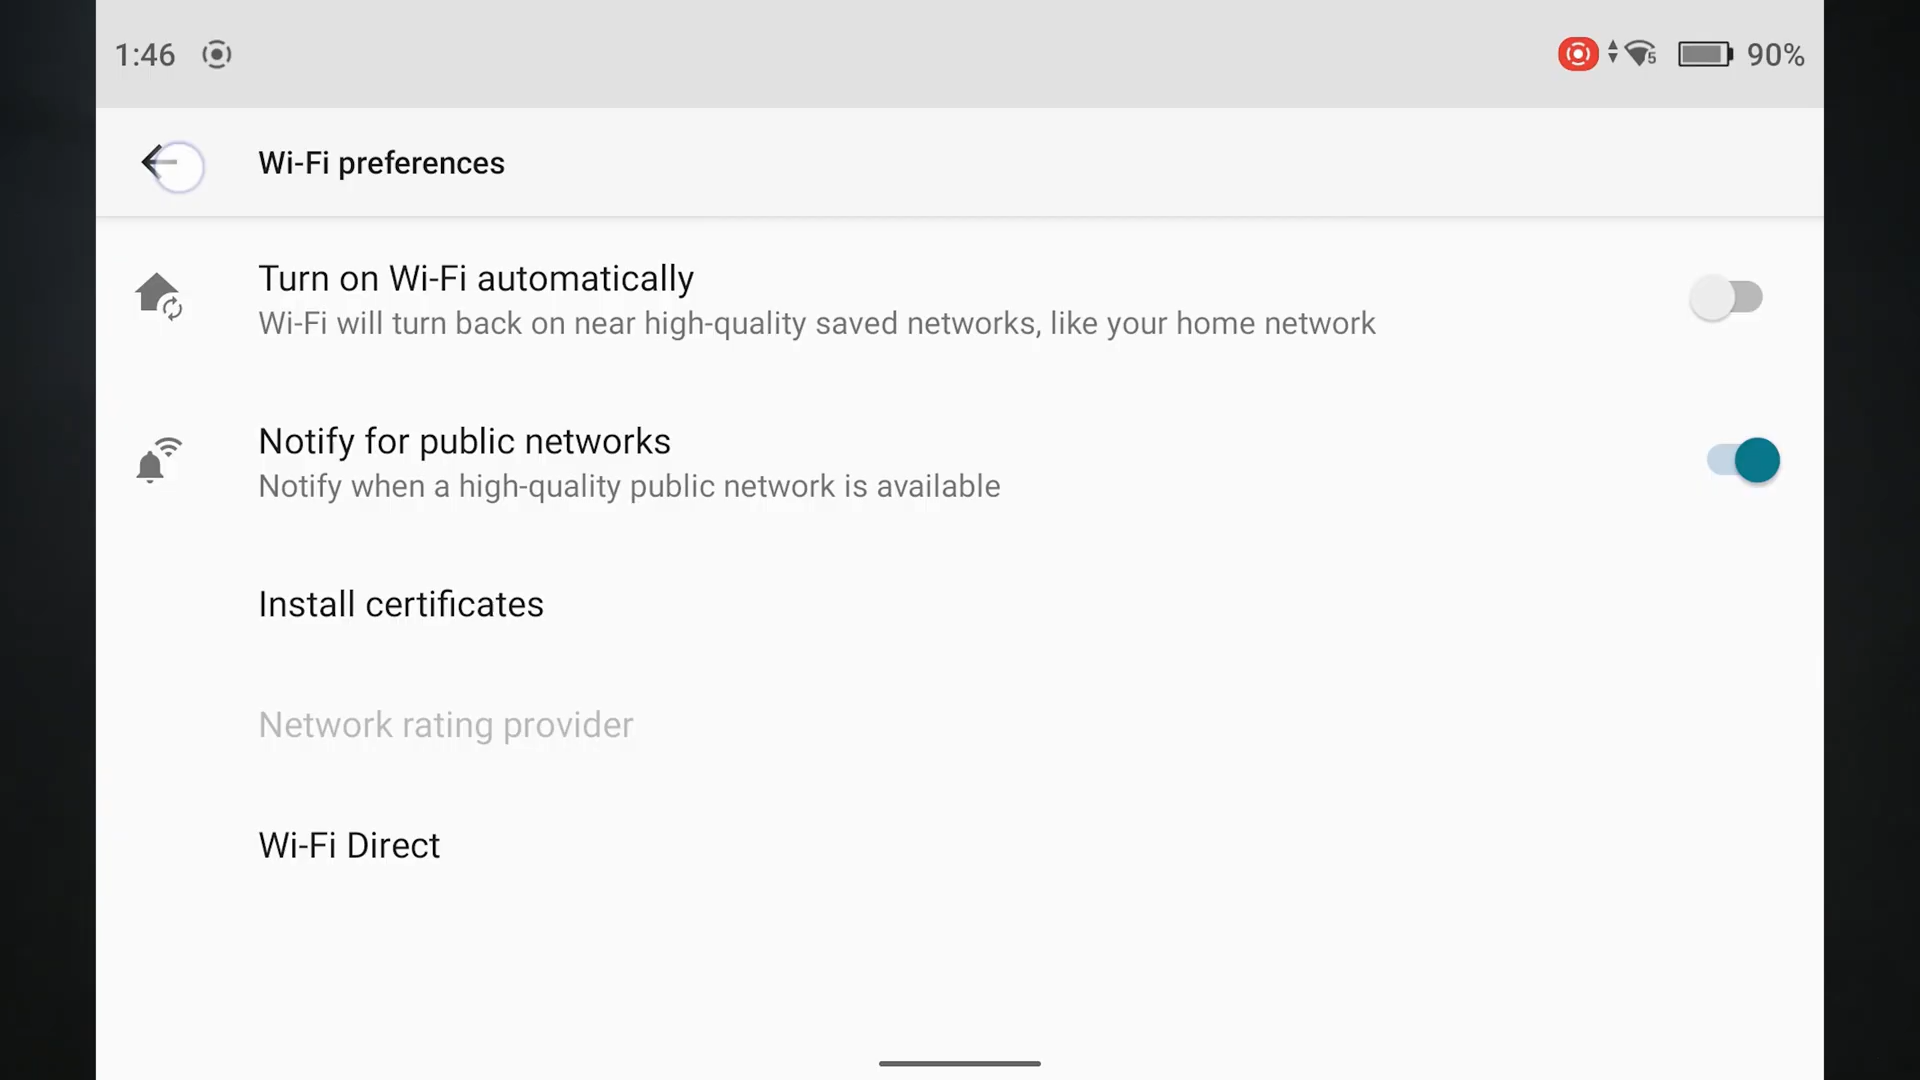 1:46
5
90%
Wi-Fi preferences
Turn on Wi-Fi automatically
Wi-Fi will turn back on near high-quality saved networks, like your home network
Notify for public networks
Notify when a high-quality public network is available
Install certificates
Network rating provider
Wi-Fi Direct